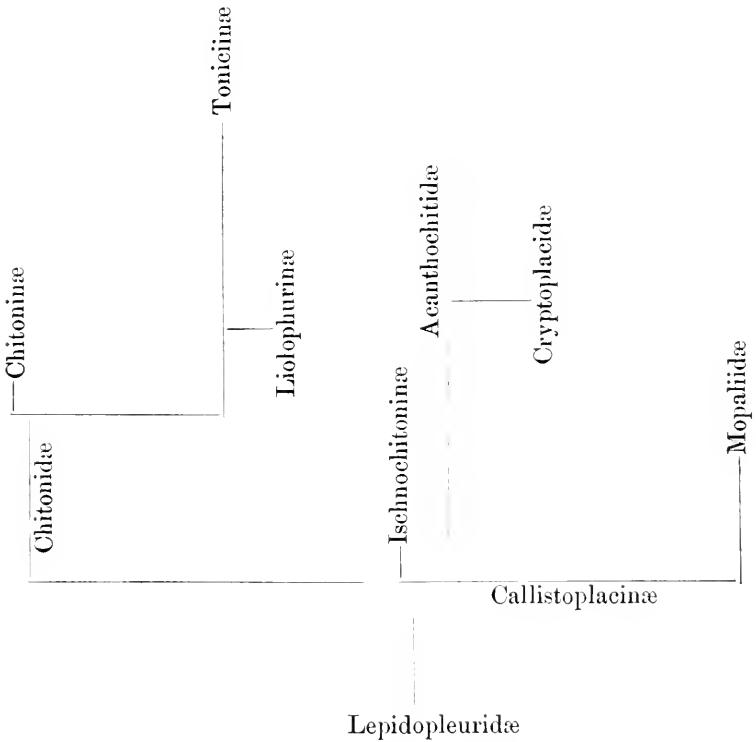 Toniciinæ
Chitoninæ
Liolophurinæ
Acanthochitidæ
Cryptoplacidæ
Ischnochitoninæ
Mopaliidæ
Chitonidæ
Callistoplacinæ
Lepidopleuridæ